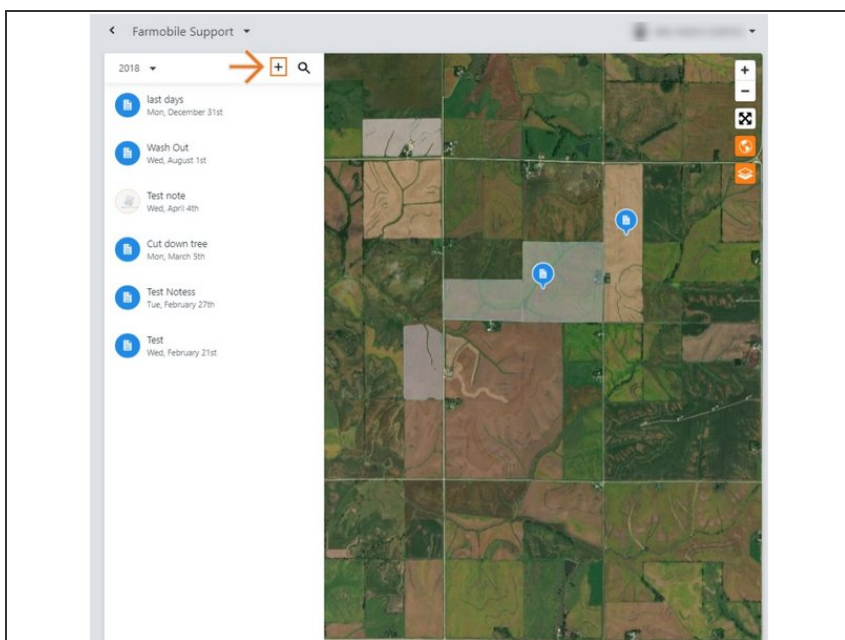 Farmobile Support
2018
last days
Mon, December 31st
Wash Out
Wed, August 1st
Test note
Wed, April 4th
Cut down tree
Mon, March 5th
Test Notess
Tue, February 27th
Test
Wed, February 21st